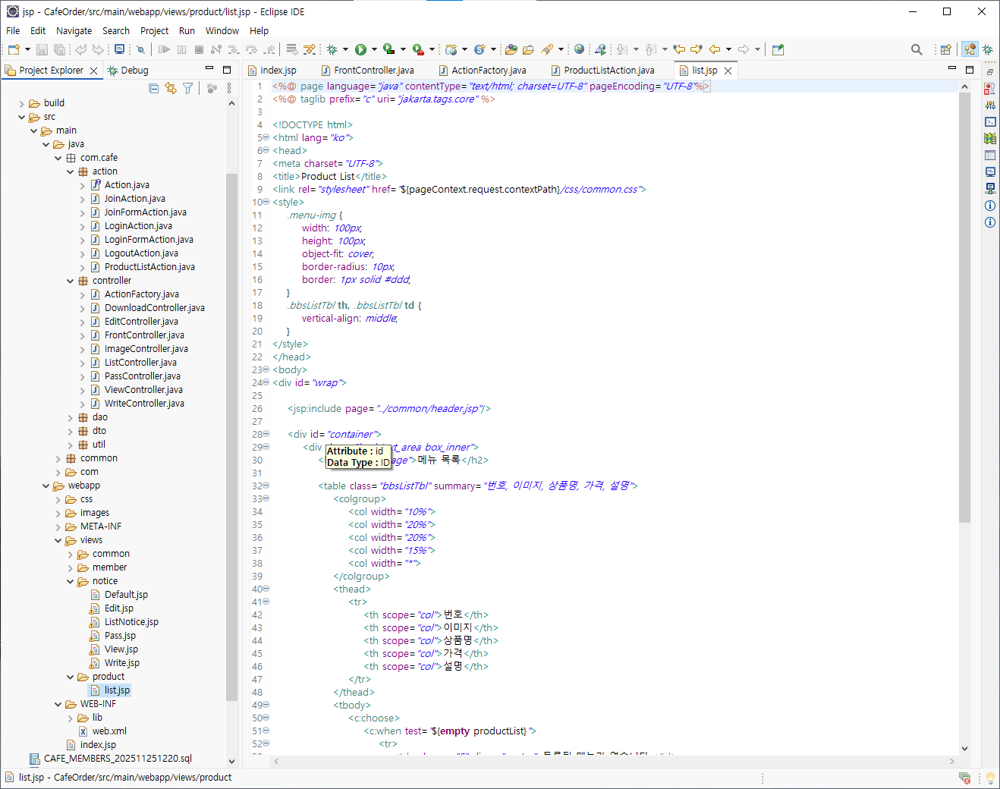 jsp - CafeOrder/src/main/webapp/views/product/list.jsp - Eclipse IDE
File Edit Navigate Search Project Run Window Help
Project Explorer
Debug
index.jsp
FrontController.java
ActionFactory.java
ProductListAction.java
list.jsp
build
src
main
java
com.cafe
action
Action.java
JoinAction.java
JoinFormAction.java
LoginAction.java
LoginFormAction.java
LogoutAction.java
ProductListAction.java
controller
ActionFactory.java
DownloadController.java
EditController.java
FrontController.java
ImageController.java
ListController.java
PassController.java
ViewController.java
WriteController.java
dao
dto
util
common
com
webapp
css
images
META-INF
views
common
member
notice
Default.jsp
Edit.jsp
ListNotice.jsp
Pass.jsp
View.jsp
Write.jsp
product
list.jsp
WEB-INF
lib
web.xml
index.jsp
CAFE_MEMBERS_202511251220.sql
1 <%@ page language="java" contentType="text/html; charset=UTF-8" pageEncoding="UTF-8"%>
2 <%@ taglib prefix="c" uri="jakarta.tags.core" %>
3
4 <!DOCTYPE html>
5 <html lang="ko">
6 <head>
7 <meta charset="UTF-8">
8 <title>Product List</title>
9 <link rel="stylesheet" href="${pageContext.request.contextPath}/css/common.css">
10 <style>
11 .menu-img {
12 width: 100px;
13 height: 100px;
14 object-fit: cover;
15 border-radius: 10px;
16 border: 1px solid #ddd;
17 }
18 .bbsListTbl th, .bbsListTbl td {
19 vertical-align: middle;
20 }
21 </style>
22 </head>
23 <body>
24 <div id="wrap">
25
26 <jsp:include page="../common/header.jsp"/>
27
28 <div id="container">
29 <div _area box_inner">
Attribute : id
30 < age">메뉴 목록</h2>
Data Type : ID
31
32 <table class="bbsListTbl" summary="번호, 이미지, 상품명, 가격, 설명">
33 <colgroup>
34 <col width="10%">
35 <col width="20%">
36 <col width="20%">
37 <col width="15%">
38 <col width="*">
39 </colgroup>
40 <thead>
41 <tr>
42 <th scope="col">번호</th>
43 <th scope="col">이미지</th>
44 <th scope="col">상품명</th>
45 <th scope="col">가격</th>
46 <th scope="col">설명</th>
47 </tr>
48 </thead>
49 <tbody>
50 <c:choose>
51 <c:when test="${empty productList}">
52 <tr>
list.jsp - CafeOrder/src/main/webapp/views/product